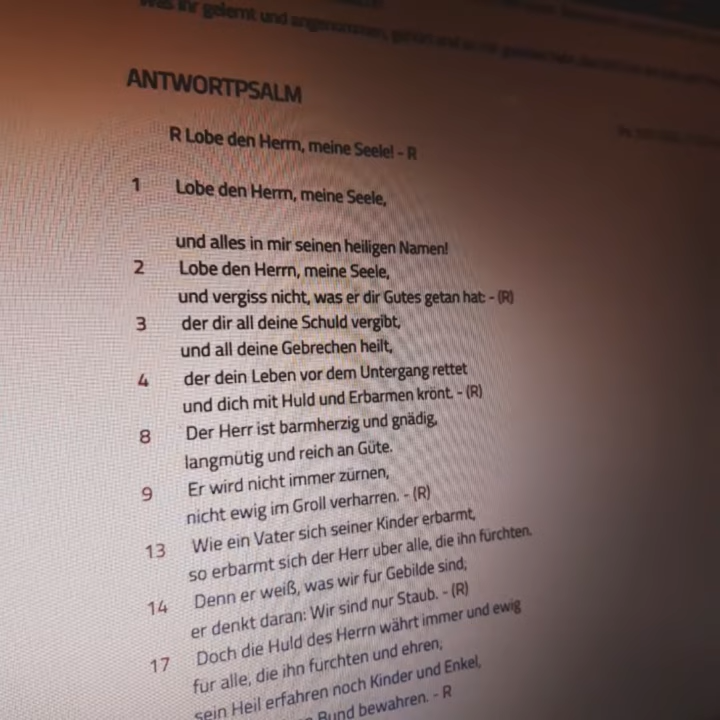 Was ihr gelernt und angenommen, gehört und
ANTWORTPSALM
R Lobe den Herrn, meine Seele! - R
1 Lobe den Herrn, meine Seele,
und alles in mir seinen heiligen Namen!
2 Lobe den Herrn, meine Seele,
und vergiss nicht, was er dir Gutes getan hat: - (R)
3 der dir all deine Schuld vergibt,
und all deine Gebrechen heilt,
4 der dein Leben vor dem Untergang rettet
und dich mit Huld und Erbarmen krönt. - (R)
8 Der Herr ist barmherzig und gnädig,
langmütig und reich an Güte.
9 Er wird nicht immer zürnen,
nicht ewig im Groll verharren. - (R)
13 Wie ein Vater sich seiner Kinder erbarmt,
so erbarmt sich der Herr über alle, die ihn fürchten.
14 Denn er weiß, was wir für Gebilde sind;
er denkt daran: Wir sind nur Staub. - (R)
17 Doch die Huld des Herrn währt immer und ewig
für alle, die ihn fürchten und ehren;
sein Heil erfahren noch Kinder und Enkel,
Bund bewahren. - R